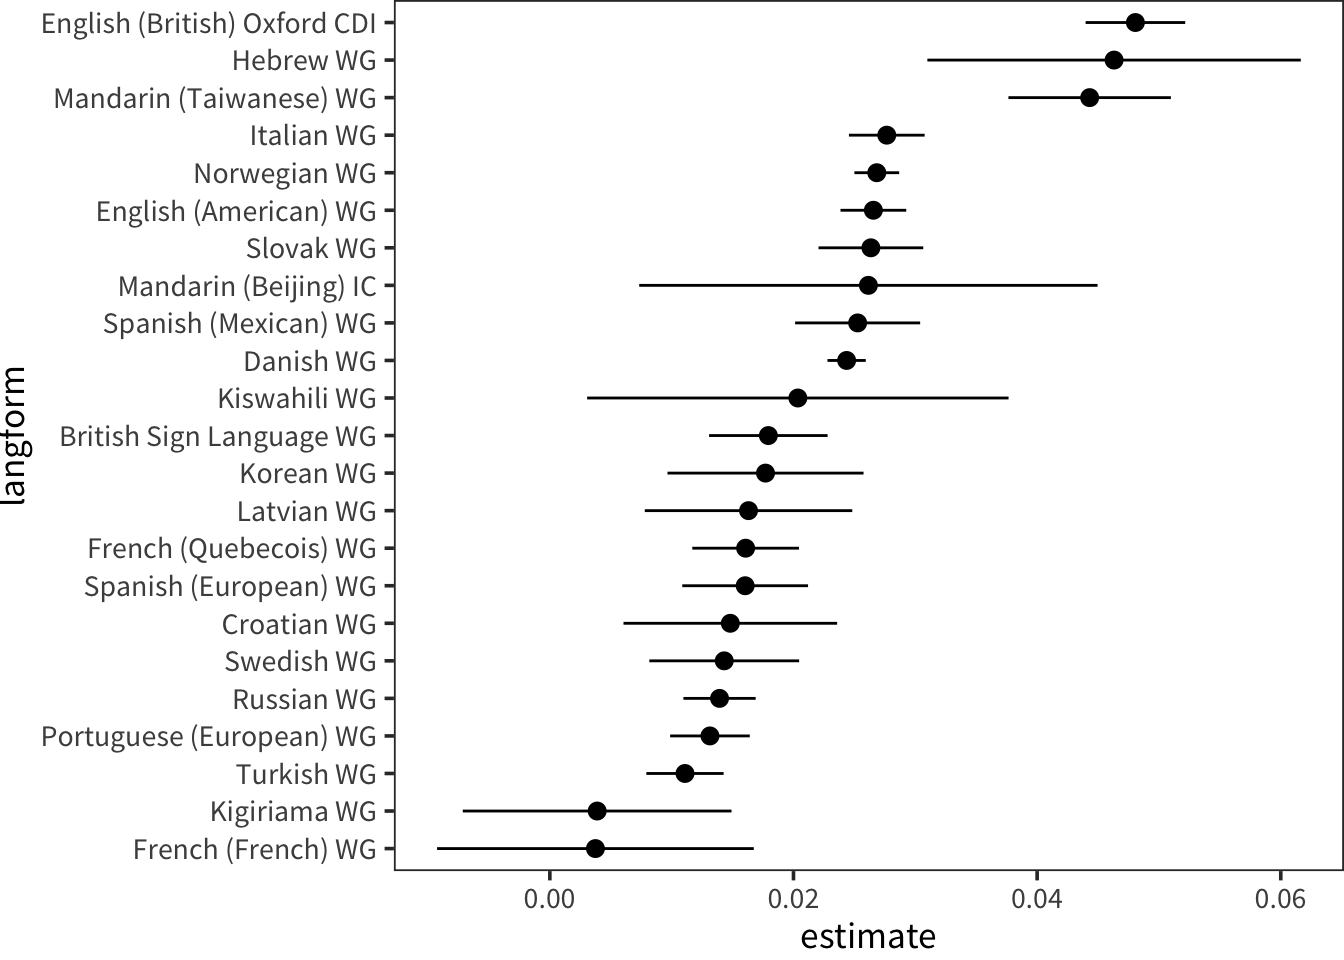 English (British) Oxford CDI
Hebrew WG
Mandarin (Taiwanese) WG
Italian WG
Norwegian WG
English (American) WG
Slovak WG
Mandarin (Beijing) IC
Spanish (Mexican) WG
Danish WG
Kiswahili WG
British Sign Language WG
Korean WG
Latvian WG
French (Quebecois) WG
Spanish (European) WG
Croatian WG
Swedish WG
Russian WG
Portuguese (European) WG
Turkish WG
Kigiriama WG
French (French) WG
langform
0.00 0.02 0.04 0.06
estimate